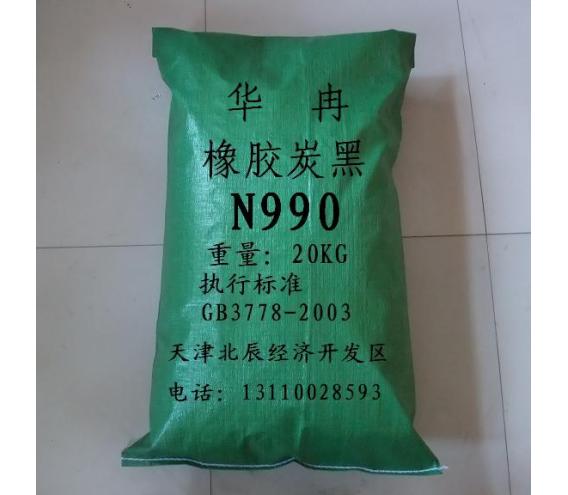 华 冉
橡胶炭黑
N990
重量: 20KG
执行标准
GB3778-2003
天津北辰经济开发区
电话: 13110028593